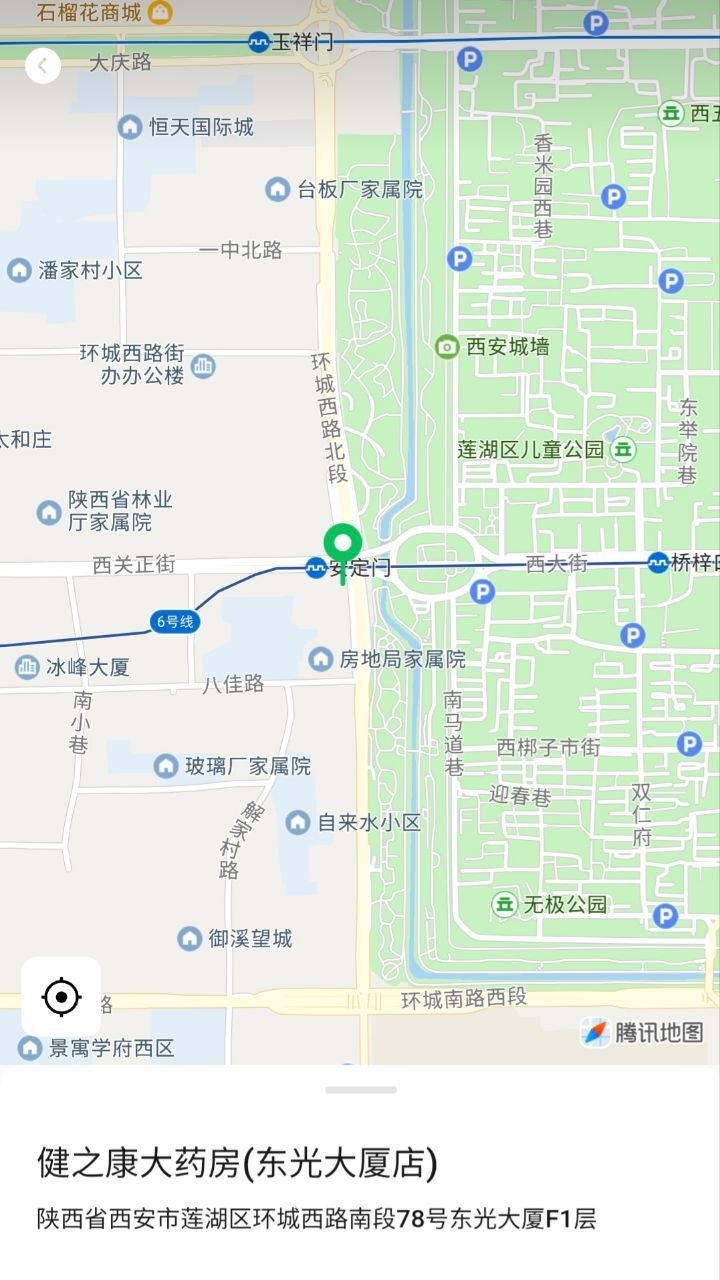 石榴花商城
玉祥门
大庆路
P
P
西五
恒天国际城
香米园西巷
台板厂家属院
P
一中北路
P
潘家村小区
P
西安城墙
环城西路街
办办公楼
环城西路北段
东举院巷
太和庄
莲湖区儿童公园
陕西省林业
厅家属院
西关正街
安定门
西大街
桥梓口
P
6号线
P
冰峰大厦
房地局家属院
八佳路
南小巷
南马道巷
西梆子市街
P
玻璃厂家属院
迎春巷
双仁府
解家村路
自来水小区
无极公园
P
御溪望城
路
环城南路西段
景寓学府西区
腾讯地图
健之康大药房(东光大厦店)
陕西省西安市莲湖区环城西路南段78号东光大厦F1层